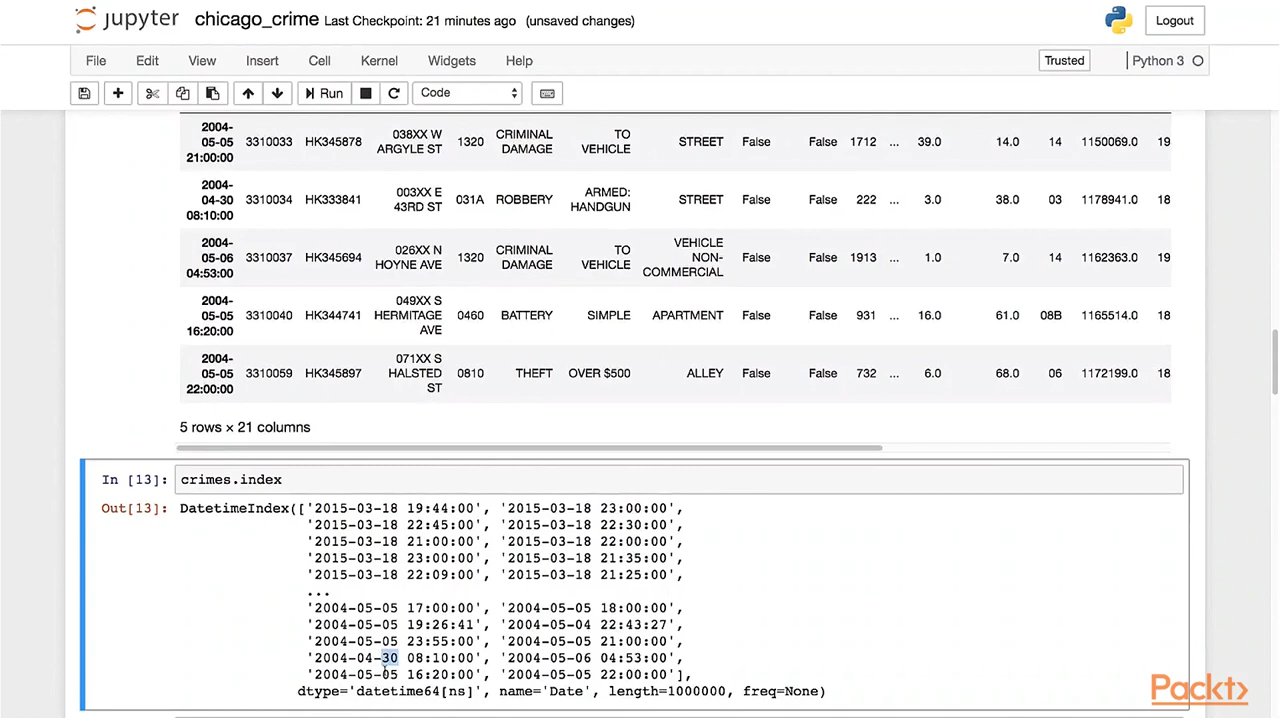 jupyter chicago_crime Last Checkpoint: 21 minutes ago (unsaved changes) Logout
File Edit View Insert Cell Kernel Widgets Help Trusted Python 3
Run Code
2004-
05-05
21:00:00 3310033 HK345878 038XX W
ARGYLE ST 1320 CRIMINAL
DAMAGE TO
VEHICLE STREET False False 1712 ... 39.0 14.0 14 1150069.0 19
2004-
04-30
08:10:00 3310034 HK333841 003XX E
43RD ST 031A ROBBERY ARMED:
HANDGUN STREET False False 222 ... 3.0 38.0 03 1178941.0 18
2004-
05-06
04:53:00 3310037 HK345694 026XX N
HOYNE AVE 1320 CRIMINAL
DAMAGE TO
VEHICLE VEHICLE
NON-
COMMERCIAL False False 1913 ... 1.0 7.0 14 1162363.0 19
2004-
05-05
16:20:00 3310040 HK344741 049XX S
HERMITAGE
AVE 0460 BATTERY SIMPLE APARTMENT False False 931 ... 16.0 61.0 08B 1165514.0 18
2004-
05-05
22:00:00 3310059 HK345897 071XX S
HALSTED
ST 0810 THEFT OVER $500 ALLEY False False 732 ... 6.0 68.0 06 1172199.0 18
5 rows × 21 columns
In [13]: crimes.index
Out[13]: DatetimeIndex(['2015-03-18 19:44:00', '2015-03-18 23:00:00',
'2015-03-18 22:45:00', '2015-03-18 22:30:00',
'2015-03-18 21:00:00', '2015-03-18 22:00:00',
'2015-03-18 23:00:00', '2015-03-18 21:35:00',
'2015-03-18 22:09:00', '2015-03-18 21:25:00',
...
'2004-05-05 17:00:00', '2004-05-05 18:00:00',
'2004-05-05 19:26:41', '2004-05-04 22:43:27',
'2004-05-05 23:55:00', '2004-05-05 21:00:00',
'2004-04-30 08:10:00', '2004-05-06 04:53:00',
'2004-05-05 16:20:00', '2004-05-05 22:00:00'],
dtype='datetime64[ns]', name='Date', length=1000000, freq=None)
Packt>